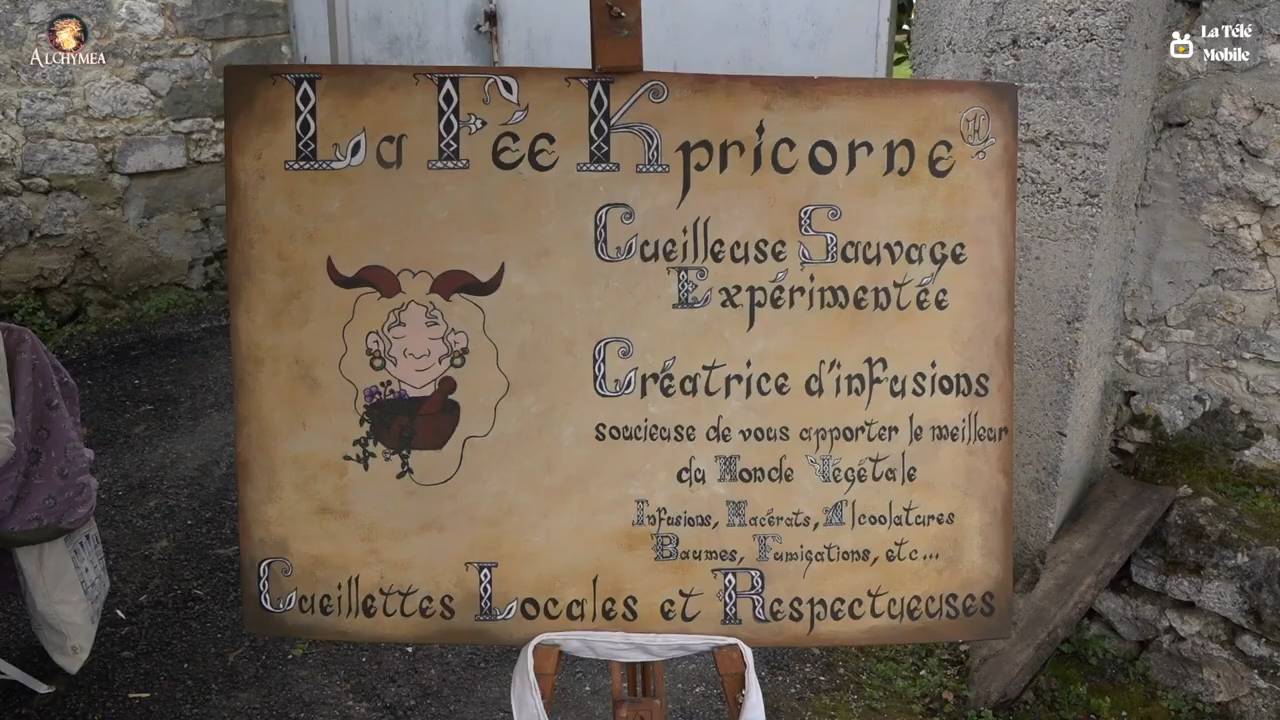 ALCHYMEA
La Télé
Mobile
La Fée Kpricorne
Cueilleuse Sauvage
Expérimentée
Créatrice d'infusions
soucieuse de vous apporter le meilleur
du Monde Végétale
Infusions, Macérats, Alcoolatures
Baumes, Fumigations, etc...
Cueillettes Locales et Respectueuses